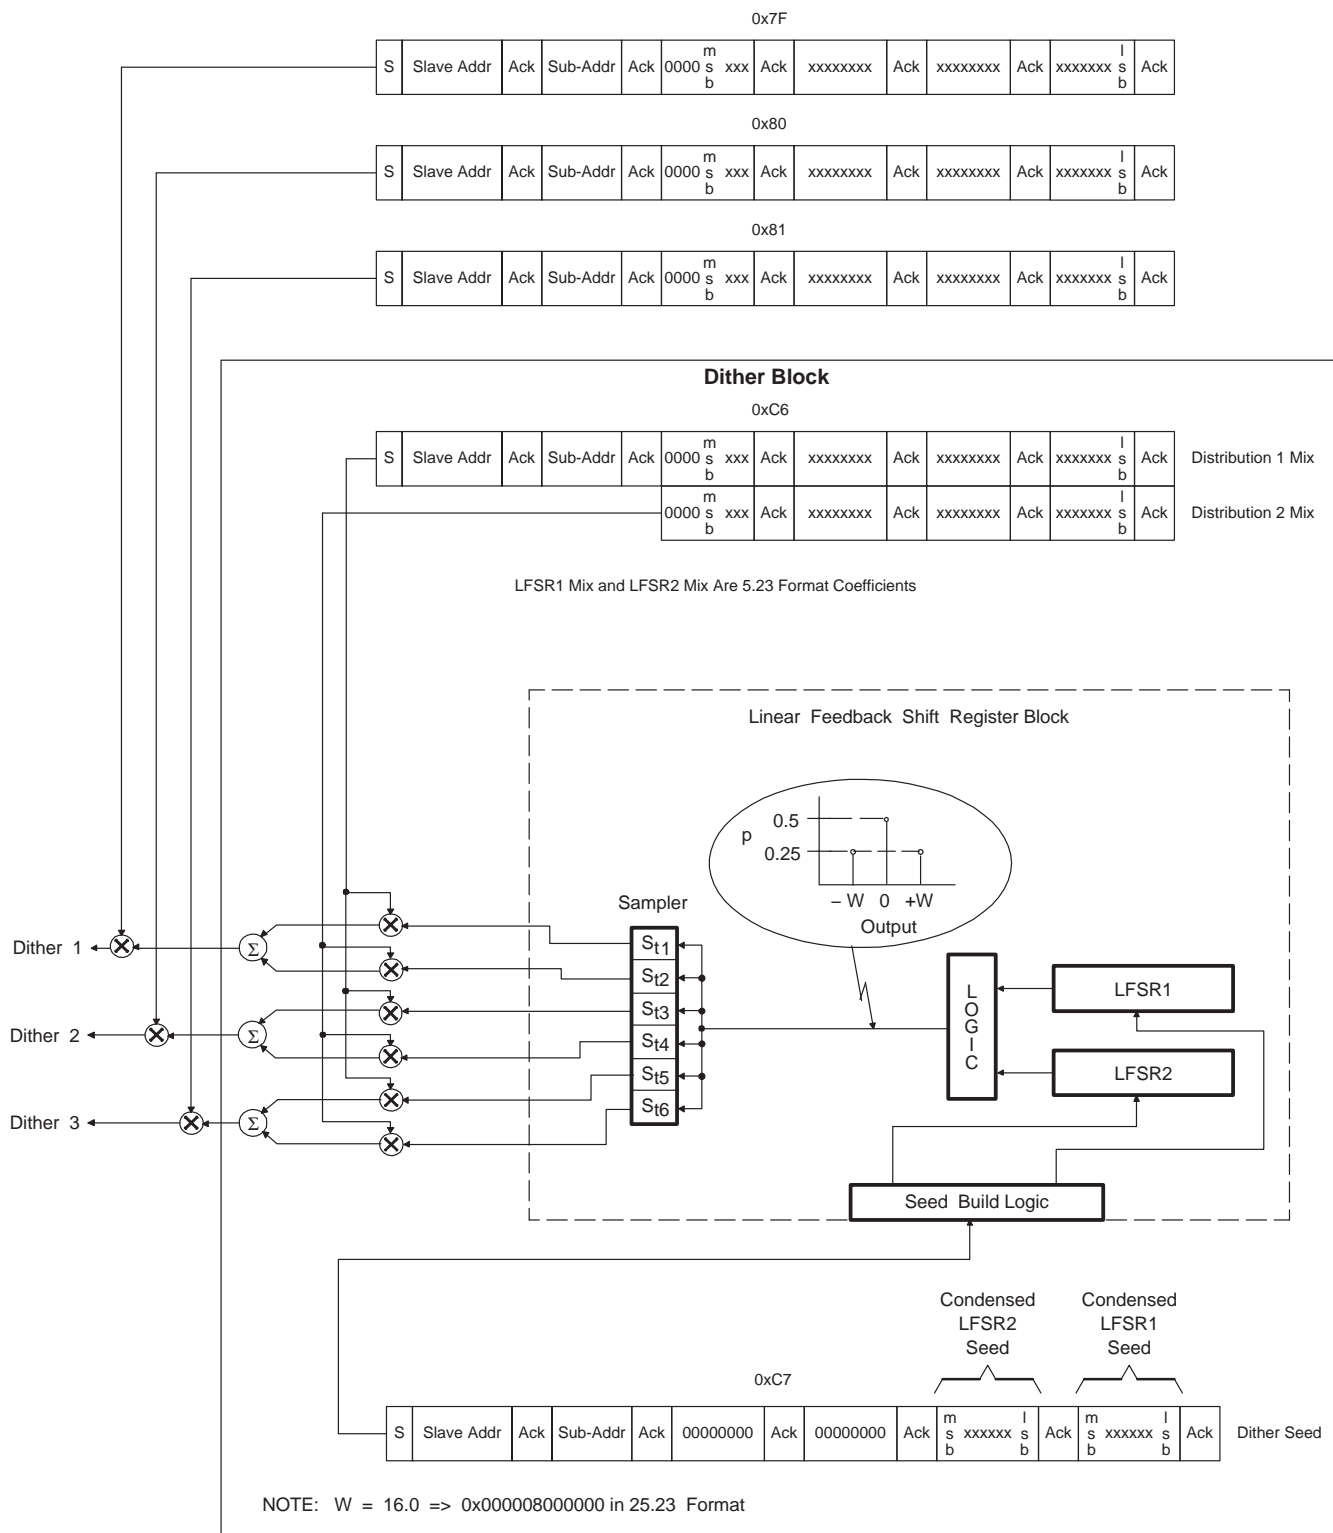 0x7F
S Slave Addr Ack Sub-Addr Ack 0000 msb xxx Ack xxxxxxxx Ack xxxxxxxx Ack xxxxxxx lsb Ack
0x80
S Slave Addr Ack Sub-Addr Ack 0000 msb xxx Ack xxxxxxxx Ack xxxxxxxx Ack xxxxxxx lsb Ack
0x81
S Slave Addr Ack Sub-Addr Ack 0000 msb xxx Ack xxxxxxxx Ack xxxxxxxx Ack xxxxxxx lsb Ack
Dither Block
0xC6
S Slave Addr Ack Sub-Addr Ack 0000 msb xxx Ack xxxxxxxx Ack xxxxxxxx Ack xxxxxxx lsb Ack Distribution 1 Mix
0000 msb xxx Ack xxxxxxxx Ack xxxxxxxx Ack xxxxxxx lsb Ack Distribution 2 Mix
LFSR1 Mix and LFSR2 Mix Are 5.23 Format Coefficients
Linear Feedback Shift Register Block
0.5
p
0.25
– W 0 +W
Output
Sampler
Dither 1
Σ
St1
St2
LOGIC
LFSR1
Dither 2
Σ
St3
St4
St5
LFSR2
Dither 3
Σ
St6
Seed Build Logic
Condensed LFSR2 Seed
Condensed LFSR1 Seed
0xC7
S Slave Addr Ack Sub-Addr Ack 00000000 Ack 00000000 Ack msb xxxxxx lsb Ack msb xxxxxx lsb Ack Dither Seed
NOTE: W = 16.0 => 0x000008000000 in 25.23 Format